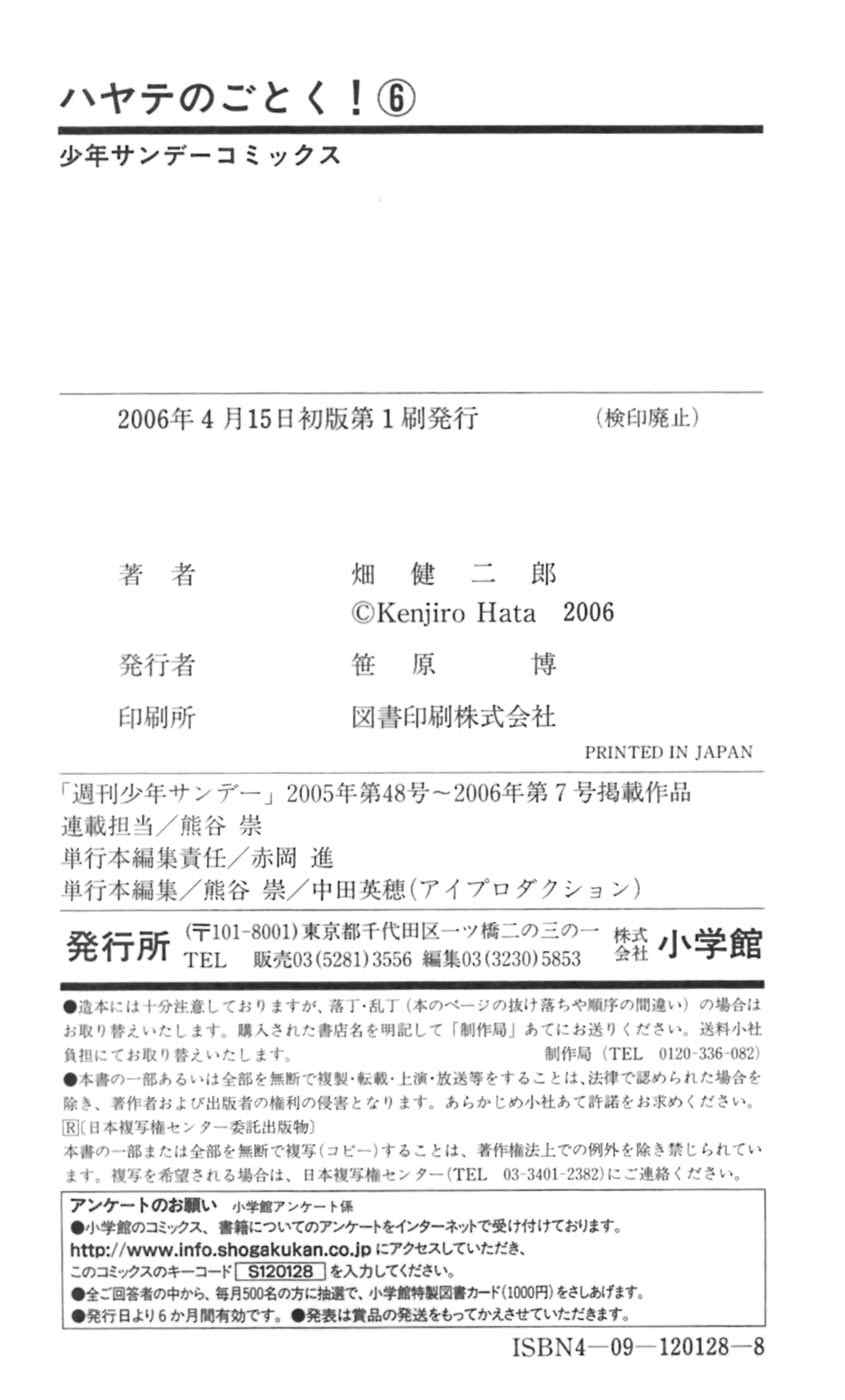 ハヤテのごとく！⑥
少年サンデーコミックス
2006年4月15日初版第1刷発行 （検印廃止）
著 者 畑 健 二 郎
©Kenjiro Hata 2006
発行者 笹 原 博
印刷所 図書印刷株式会社
PRINTED IN JAPAN
「週刊少年サンデー」2005年第48号～2006年第7号掲載作品
連載担当／熊谷 崇
単行本編集責任／赤岡 進
単行本編集／熊谷 崇／中田英穂(アイプロダクション)
発行所 (〒101-8001)東京都千代田区一ツ橋二の三の一 株式会社 小学館
TEL 販売03(5281)3556 編集03(3230)5853
●造本には十分注意しておりますが、落丁・乱丁（本のページの抜け落ちや順序の間違い）の場合は
お取り替えいたします。購入された書店名を明記して「制作局」あてにお送りください。送料小社
負担にてお取り替えいたします。 制作局（TEL 0120-336-082)
●本書の一部あるいは全部を無断で複製・転載・上演・放送等をすることは、法律で認められた場合を
除き、著作者および出版者の権利の侵害となります。あらかじめ小社あて許諾をお求めください。
R〔日本複写権センター委託出版物〕
本書の一部または全部を無断で複写(コピー)することは、著作権法上での例外を除き禁じられてい
ます。複写を希望される場合は、日本複写権センター(TEL 03-3401-2382)にご連絡ください。
アンケートのお願い 小学館アンケート係
●小学館のコミックス、書籍についてのアンケートをインターネットで受け付けております。
http://www.info.shogakukan.co.jp にアクセスしていただき、
このコミックスのキーコード S120128 を入力してください。
●全ご回答者の中から、毎月500名の方に抽選で、小学館特製図書カード(1000円)をさしあげます。
●発行日より6か月間有効です。●発表は賞品の発送をもってかえさせていただきます。
ISBN4—09—120128—8